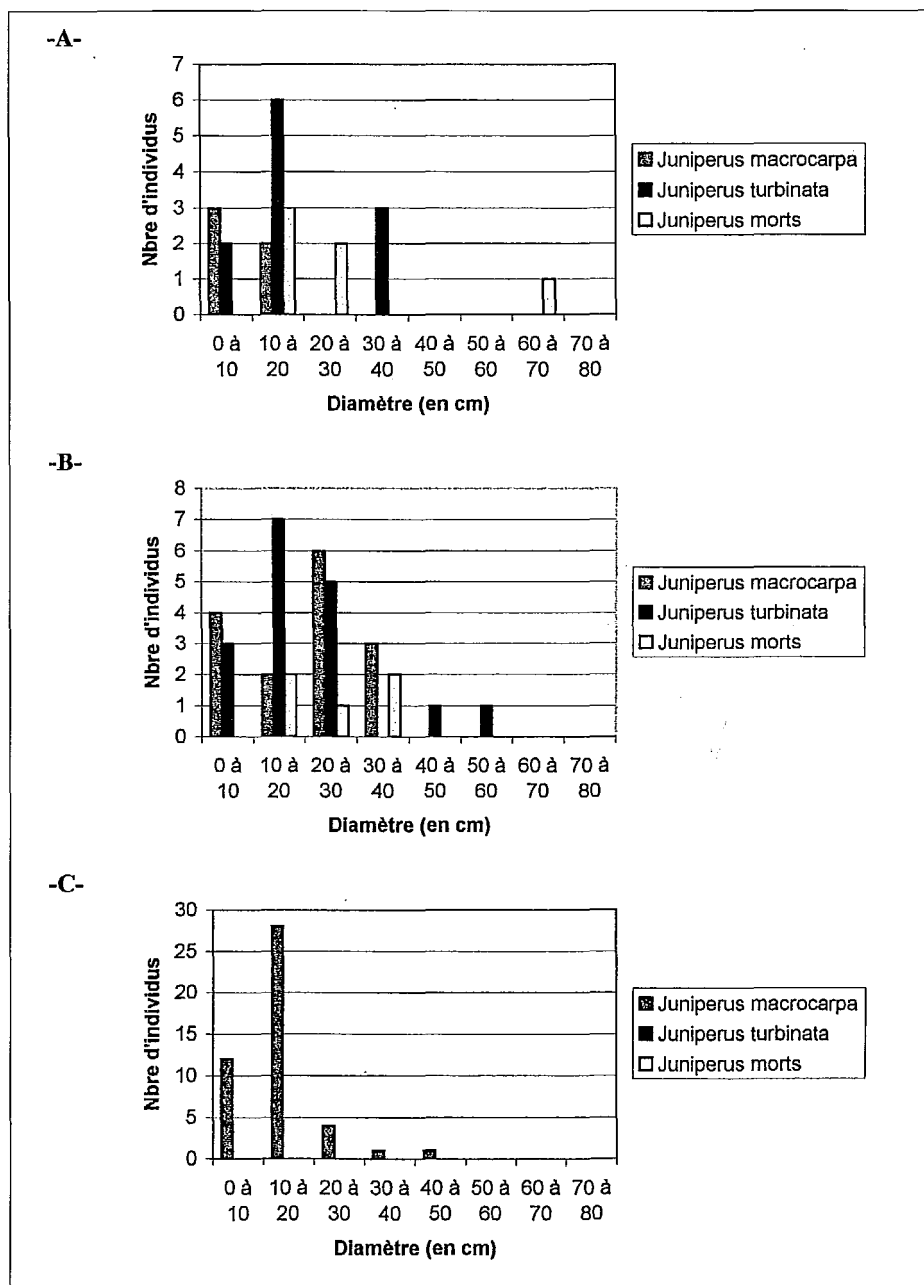 -A-
7
6
5
4
3
2
1
0
Nbre d'individus
0 à 10 à 20 à 30 à 40 à 50 à 60 à 70 à
10 20 30 40 50 60 70 80
Diamètre (en cm)
Juniperus macrocarpa
Juniperus turbinata
Juniperus morts
-B-
8
7
6
5
4
3
2
1
0
Nbre d'individus
0 à 10 à 20 à 30 à 40 à 50 à 60 à 70 à
10 20 30 40 50 60 70 80
Diamètre (en cm)
Juniperus macrocarpa
Juniperus turbinata
Juniperus morts
-C-
30
25
20
15
10
5
0
Nbre d'individus
0 à 10 à 20 à 30 à 40 à 50 à 60 à 70 à
10 20 30 40 50 60 70 80
Diamètre (en cm)
Juniperus macrocarpa
Juniperus turbinata
Juniperus morts